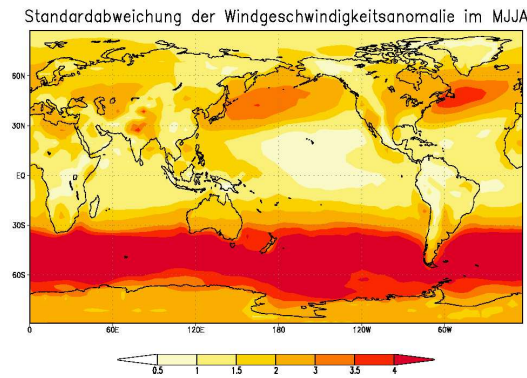 Standardabweichung der Windgeschwindigkeitsanomalie im MJJA
60N
30N
EQ
30S
60S
0 60E 120E 180 120W 60W
0.5 1 1.5 2 3 3.5 4